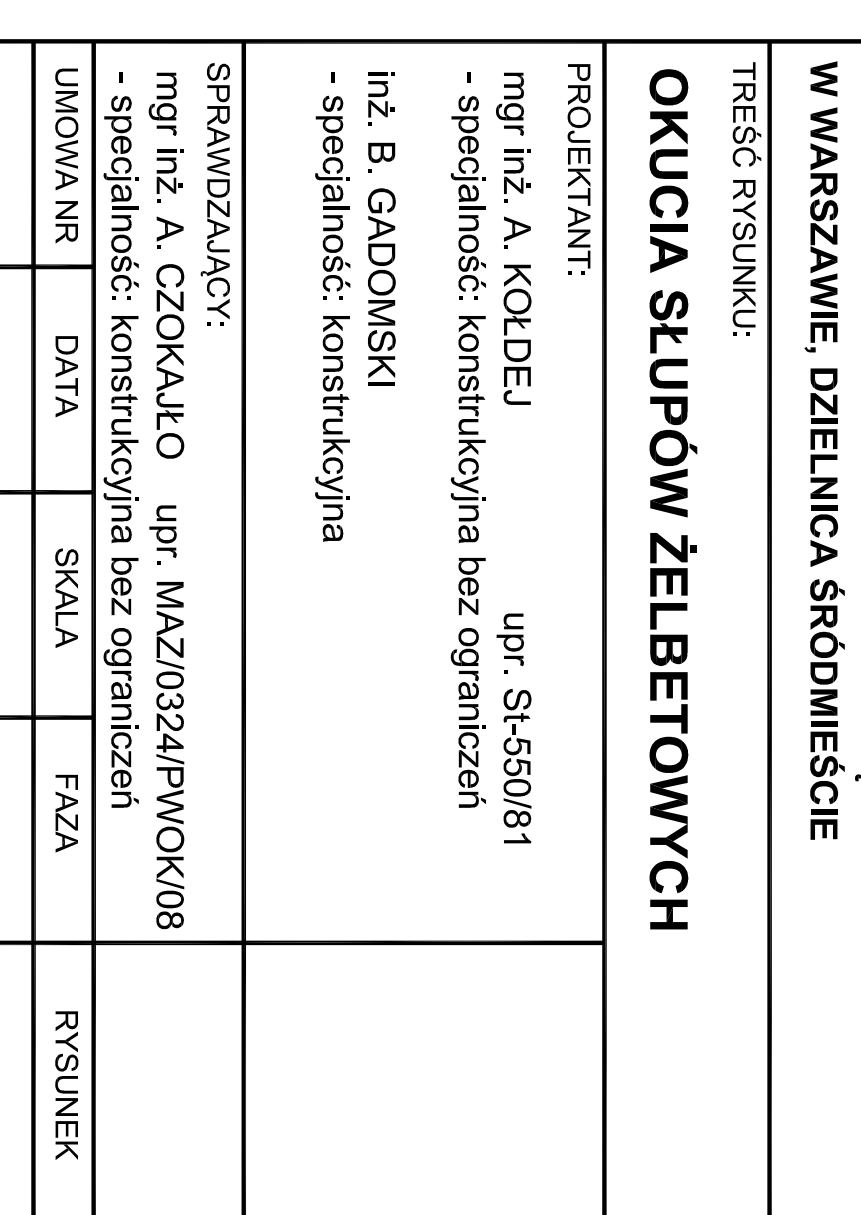 W WARSZAWIE, DZIELNICA ŚRÓDMIEŚCIE
TREŚĆ RYSUNKU:
OKUCIA SŁUPÓW ŻELBETOWYCH
PROJEKTANT:
mgr inż. A. KOŁDEJ upr. St-550/81
- specjalność: konstrukcyjna bez ograniczeń
inż. B. GADOMSKI
- specjalność: konstrukcyjna
SPRAWDZAJĄCY:
mgr inż. A. CZOKAJŁO upr. MAZ/0324/PWOK/08
- specjalność: konstrukcyjna bez ograniczeń
UMOWA NR DATA SKALA FAZA RYSUNEK